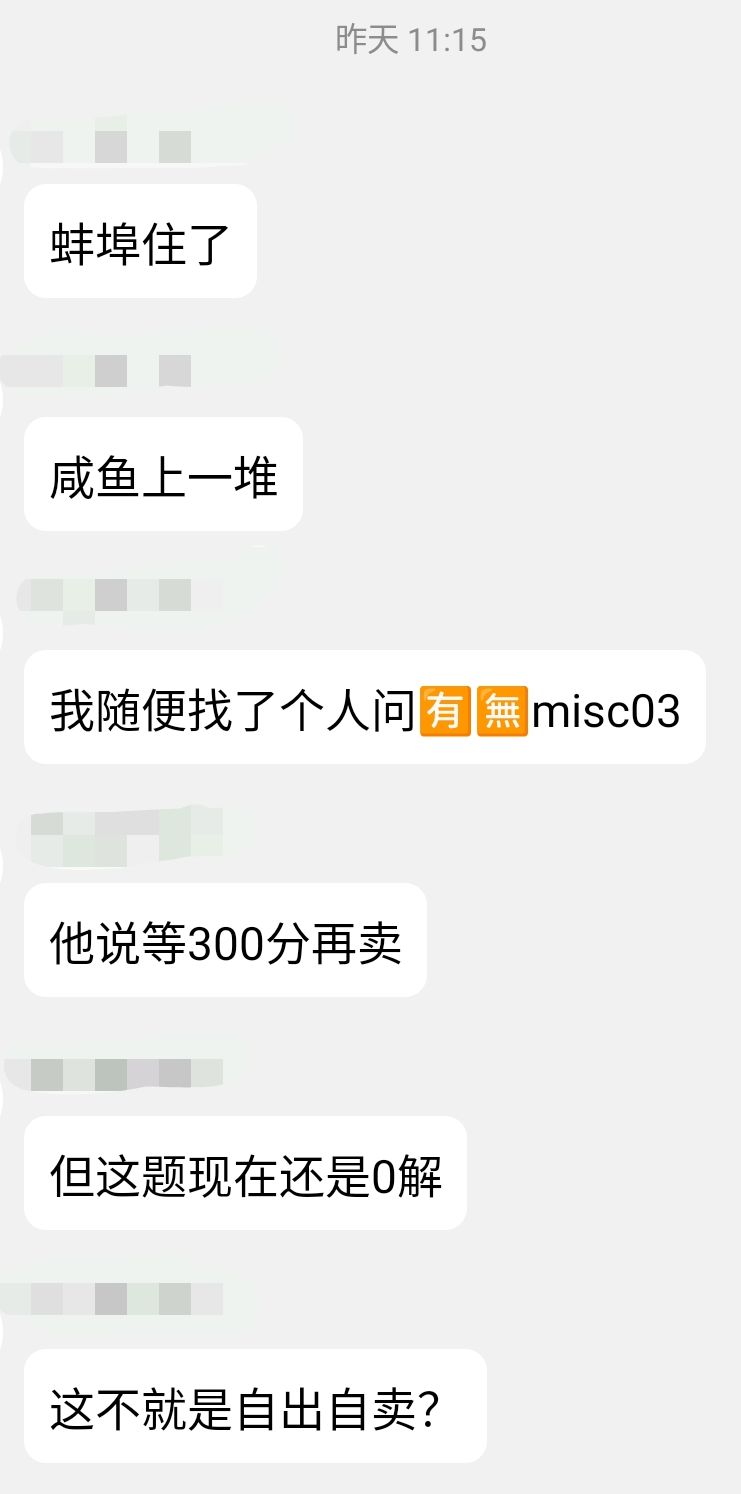 昨天 11:15
蚌埠住了
咸鱼上一堆
我随便找了个人问🈶🈚misc03
他说等300分再卖
但这题现在还是0解
这不就是自出自卖？